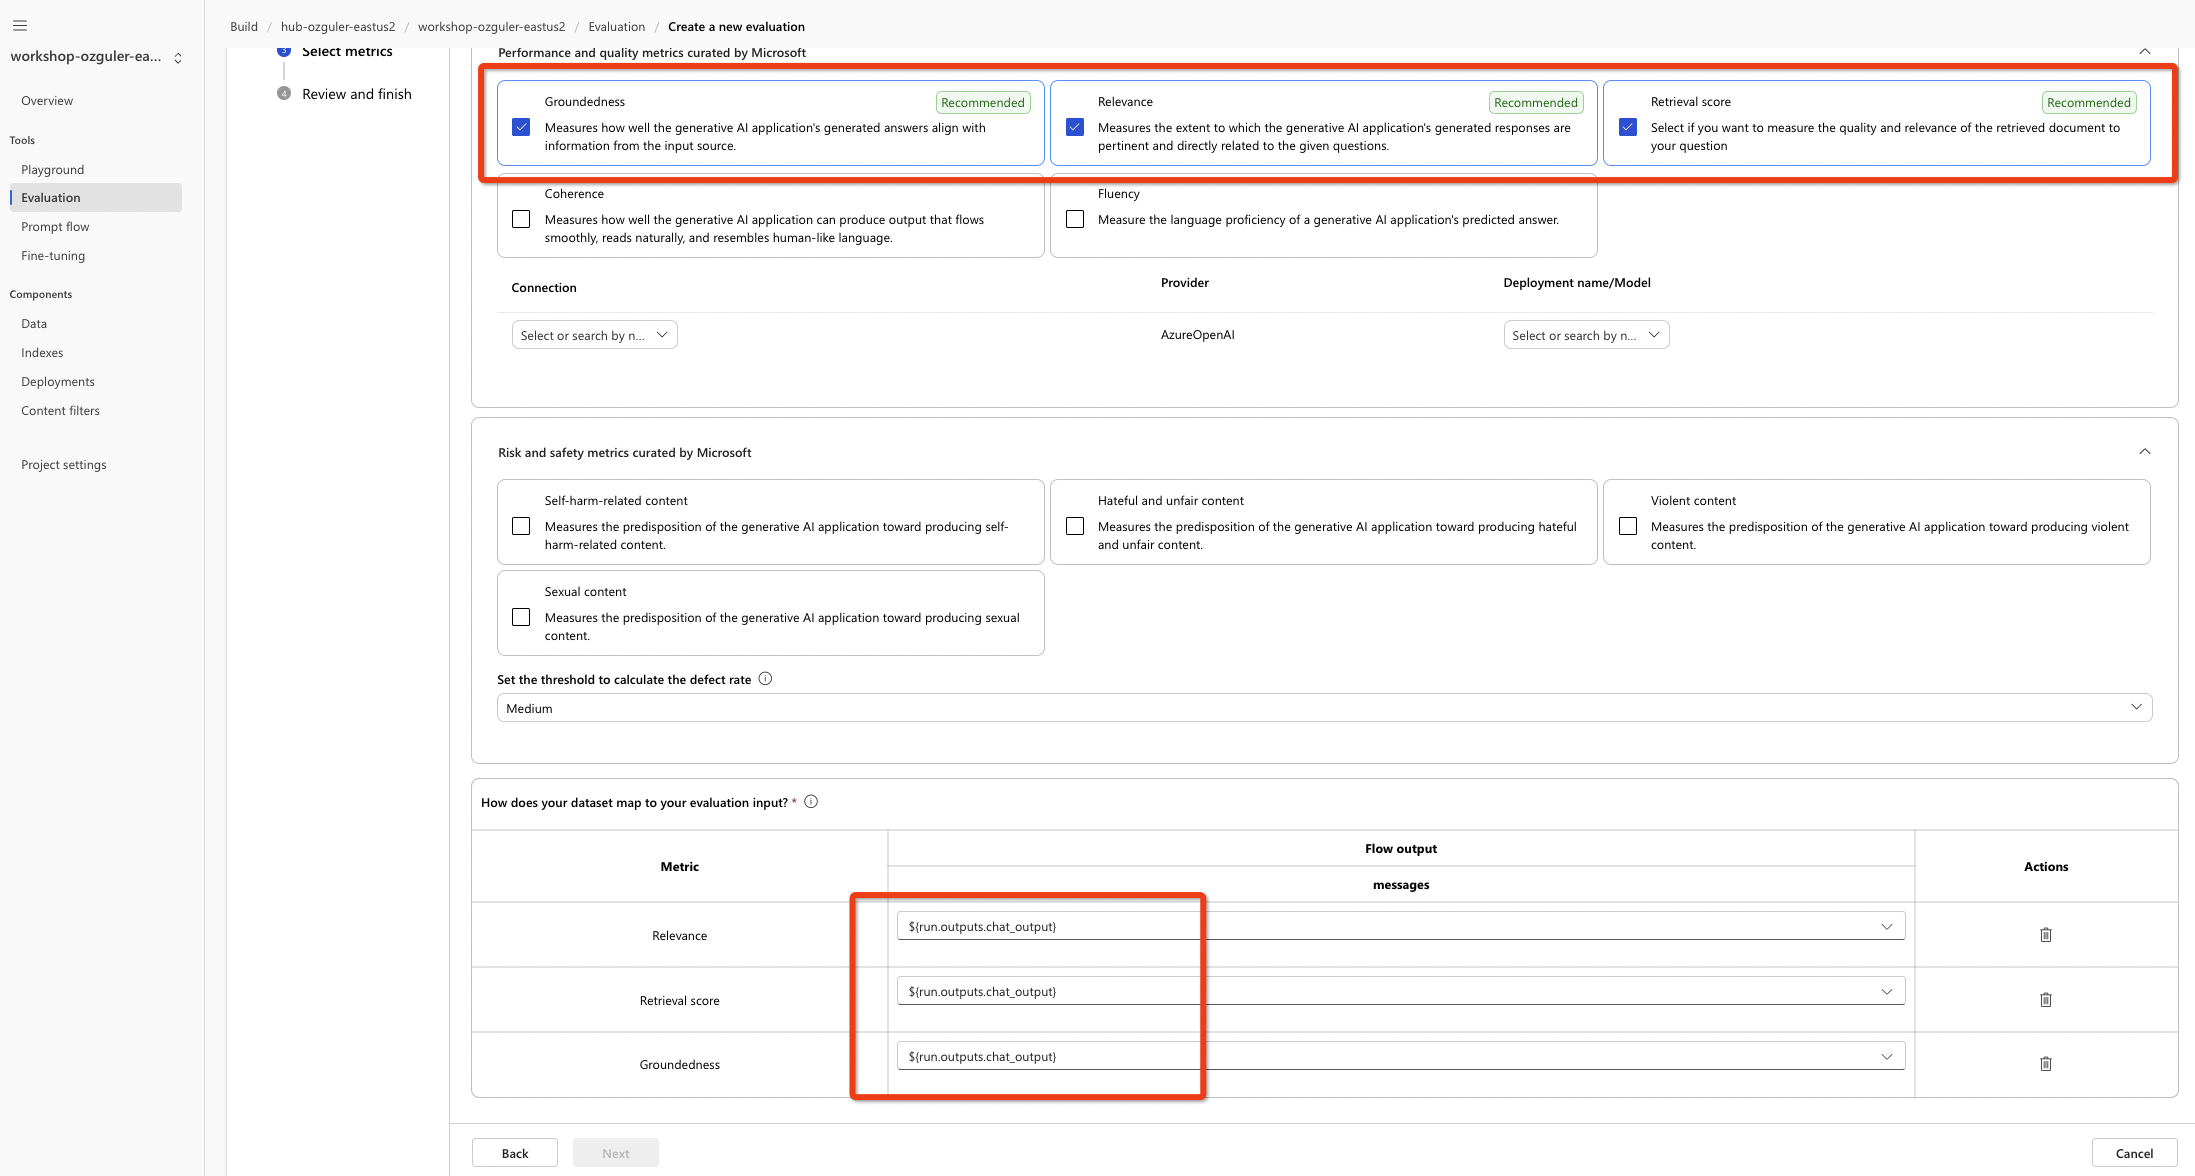 Build / hub-ozguler-eastus2 / workshop-ozguler-eastus2 / Evaluation / Create a new evaluation
workshop-ozguler-ea...
Overview
Tools
Playground
Evaluation
Prompt flow
Fine-tuning
Components
Data
Indexes
Deployments
Content filters
Project settings
3 Select metrics
4 Review and finish
Performance and quality metrics curated by Microsoft
Groundedness
Recommended
Measures how well the generative AI application's generated answers align with
information from the input source.
Relevance
Recommended
Measures the extent to which the generative AI application's generated responses are
pertinent and directly related to the given questions.
Retrieval score
Recommended
Select if you want to measure the quality and relevance of the retrieved document to
your question
Coherence
Measures how well the generative AI application can produce output that flows
smoothly, reads naturally, and resembles human-like language.
Fluency
Measure the language proficiency of a generative AI application's predicted answer.
Connection
Provider
Deployment name/Model
Select or search by n...
AzureOpenAI
Select or search by n...
Risk and safety metrics curated by Microsoft
Self-harm-related content
Measures the predisposition of the generative AI application toward producing self-
harm-related content.
Hateful and unfair content
Measures the predisposition of the generative AI application toward producing hateful
and unfair content.
Violent content
Measures the predisposition of the generative AI application toward producing violent
content.
Sexual content
Measures the predisposition of the generative AI application toward producing sexual
content.
Set the threshold to calculate the defect rate
Medium
How does your dataset map to your evaluation input? *
Metric
Flow output
messages
Actions
Relevance
${run.outputs.chat_output}
Retrieval score
${run.outputs.chat_output}
Groundedness
${run.outputs.chat_output}
Back
Next
Cancel